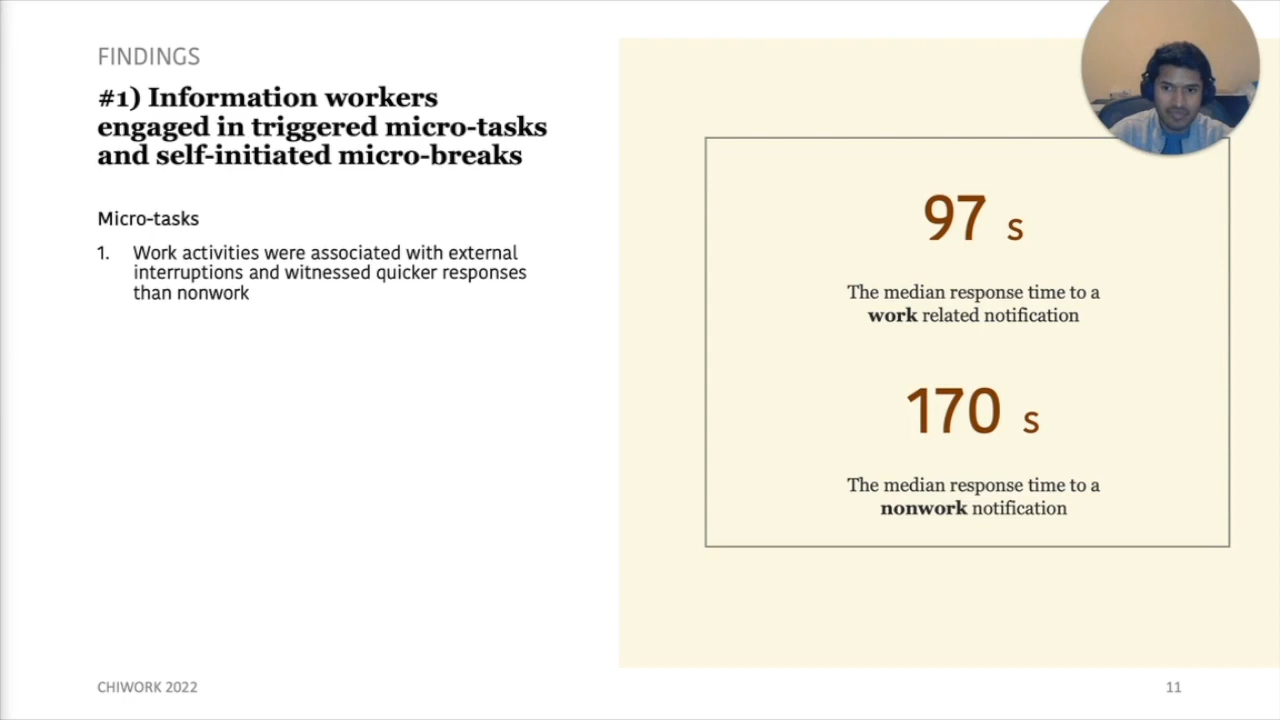 FINDINGS
#1) Information workers
engaged in triggered micro-tasks
and self-initiated micro-breaks
Micro-tasks
1. Work activities were associated with external
interruptions and witnessed quicker responses
than nonwork
97 s
The median response time to a
work related notification
170 s
The median response time to a
nonwork notification
CHIWORK 2022
11